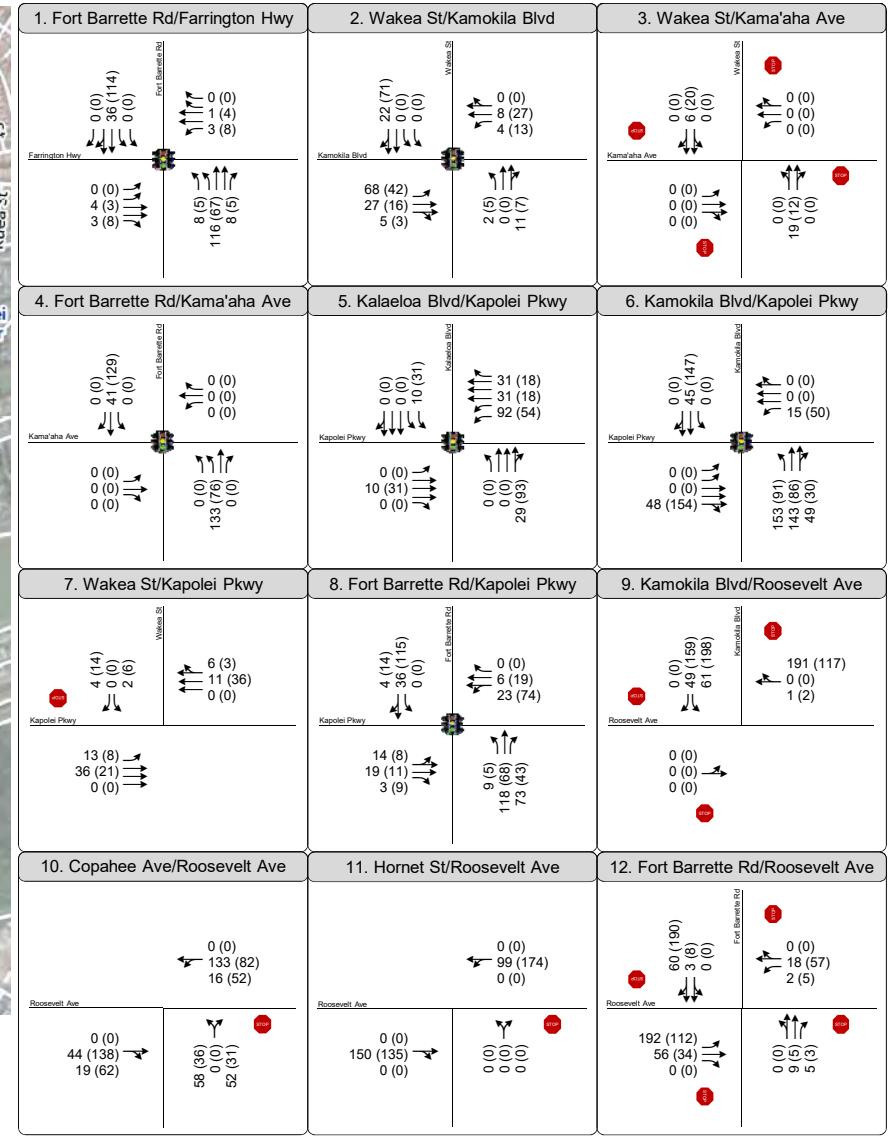 1. Fort Barrette Rd/Farrington Hwy
Fort Barrette Rd
0 (0)
36 (114)
0 (0)
0 (0)
0 (0)
1 (4)
3 (8)
Farrington Hwy
0 (0)
4 (3)
3 (8)
8 (5)
116 (67)
8 (5)
2. Wakea St/Kamokila Blvd
Wakea St
22 (71)
0 (0)
0 (0)
0 (0)
8 (27)
4 (13)
Kamokila Blvd
68 (42)
27 (16)
5 (3)
2 (5)
0 (0)
11 (7)
3. Wakea St/Kama'aha Ave
Wakea St
STOP
0 (0)
6 (20)
0 (0)
0 (0)
0 (0)
0 (0)
STOP
Kama'aha Ave
STOP
0 (0)
0 (0)
0 (0)
0 (0)
19 (12)
0 (0)
STOP
4. Fort Barrette Rd/Kama'aha Ave
Fort Barrette Rd
0 (0)
41 (129)
0 (0)
0 (0)
0 (0)
0 (0)
Kama'aha Ave
0 (0)
0 (0)
0 (0)
0 (0)
133 (76)
0 (0)
5. Kalaeloa Blvd/Kapolei Pkwy
Kalaeloa Blvd
0 (0)
0 (0)
10 (31)
31 (18)
31 (18)
92 (54)
Kapolei Pkwy
0 (0)
10 (31)
0 (0)
0 (0)
0 (0)
29 (93)
6. Kamokila Blvd/Kapolei Pkwy
Kamokila Blvd
0 (0)
45 (147)
0 (0)
0 (0)
0 (0)
15 (50)
Kapolei Pkwy
0 (0)
0 (0)
48 (154)
153 (91)
143 (86)
49 (30)
7. Wakea St/Kapolei Pkwy
Wakea St
4 (14)
0 (0)
2 (6)
6 (3)
11 (36)
0 (0)
STOP
Kapolei Pkwy
13 (8)
36 (21)
0 (0)
8. Fort Barrette Rd/Kapolei Pkwy
Fort Barrette Rd
4 (14)
36 (115)
0 (0)
0 (0)
6 (19)
23 (74)
Kapolei Pkwy
14 (8)
19 (11)
3 (9)
9 (5)
118 (68)
73 (43)
9. Kamokila Blvd/Roosevelt Ave
Kamokila Blvd
STOP
0 (0)
49 (159)
61 (198)
191 (117)
0 (0)
1 (2)
STOP
Roosevelt Ave
0 (0)
0 (0)
0 (0)
STOP
10. Copahee Ave/Roosevelt Ave
0 (0)
133 (82)
16 (52)
Roosevelt Ave
STOP
0 (0)
44 (138)
19 (62)
58 (36)
0 (0)
52 (31)
11. Hornet St/Roosevelt Ave
0 (0)
99 (174)
0 (0)
Roosevelt Ave
STOP
0 (0)
150 (135)
0 (0)
0 (0)
0 (0)
0 (0)
12. Fort Barrette Rd/Roosevelt Ave
Fort Barrette Rd
STOP
60 (190)
3 (8)
0 (0)
0 (0)
18 (57)
2 (5)
STOP
Roosevelt Ave
STOP
192 (112)
56 (34)
0 (0)
0 (0)
9 (5)
5 (3)
STOP